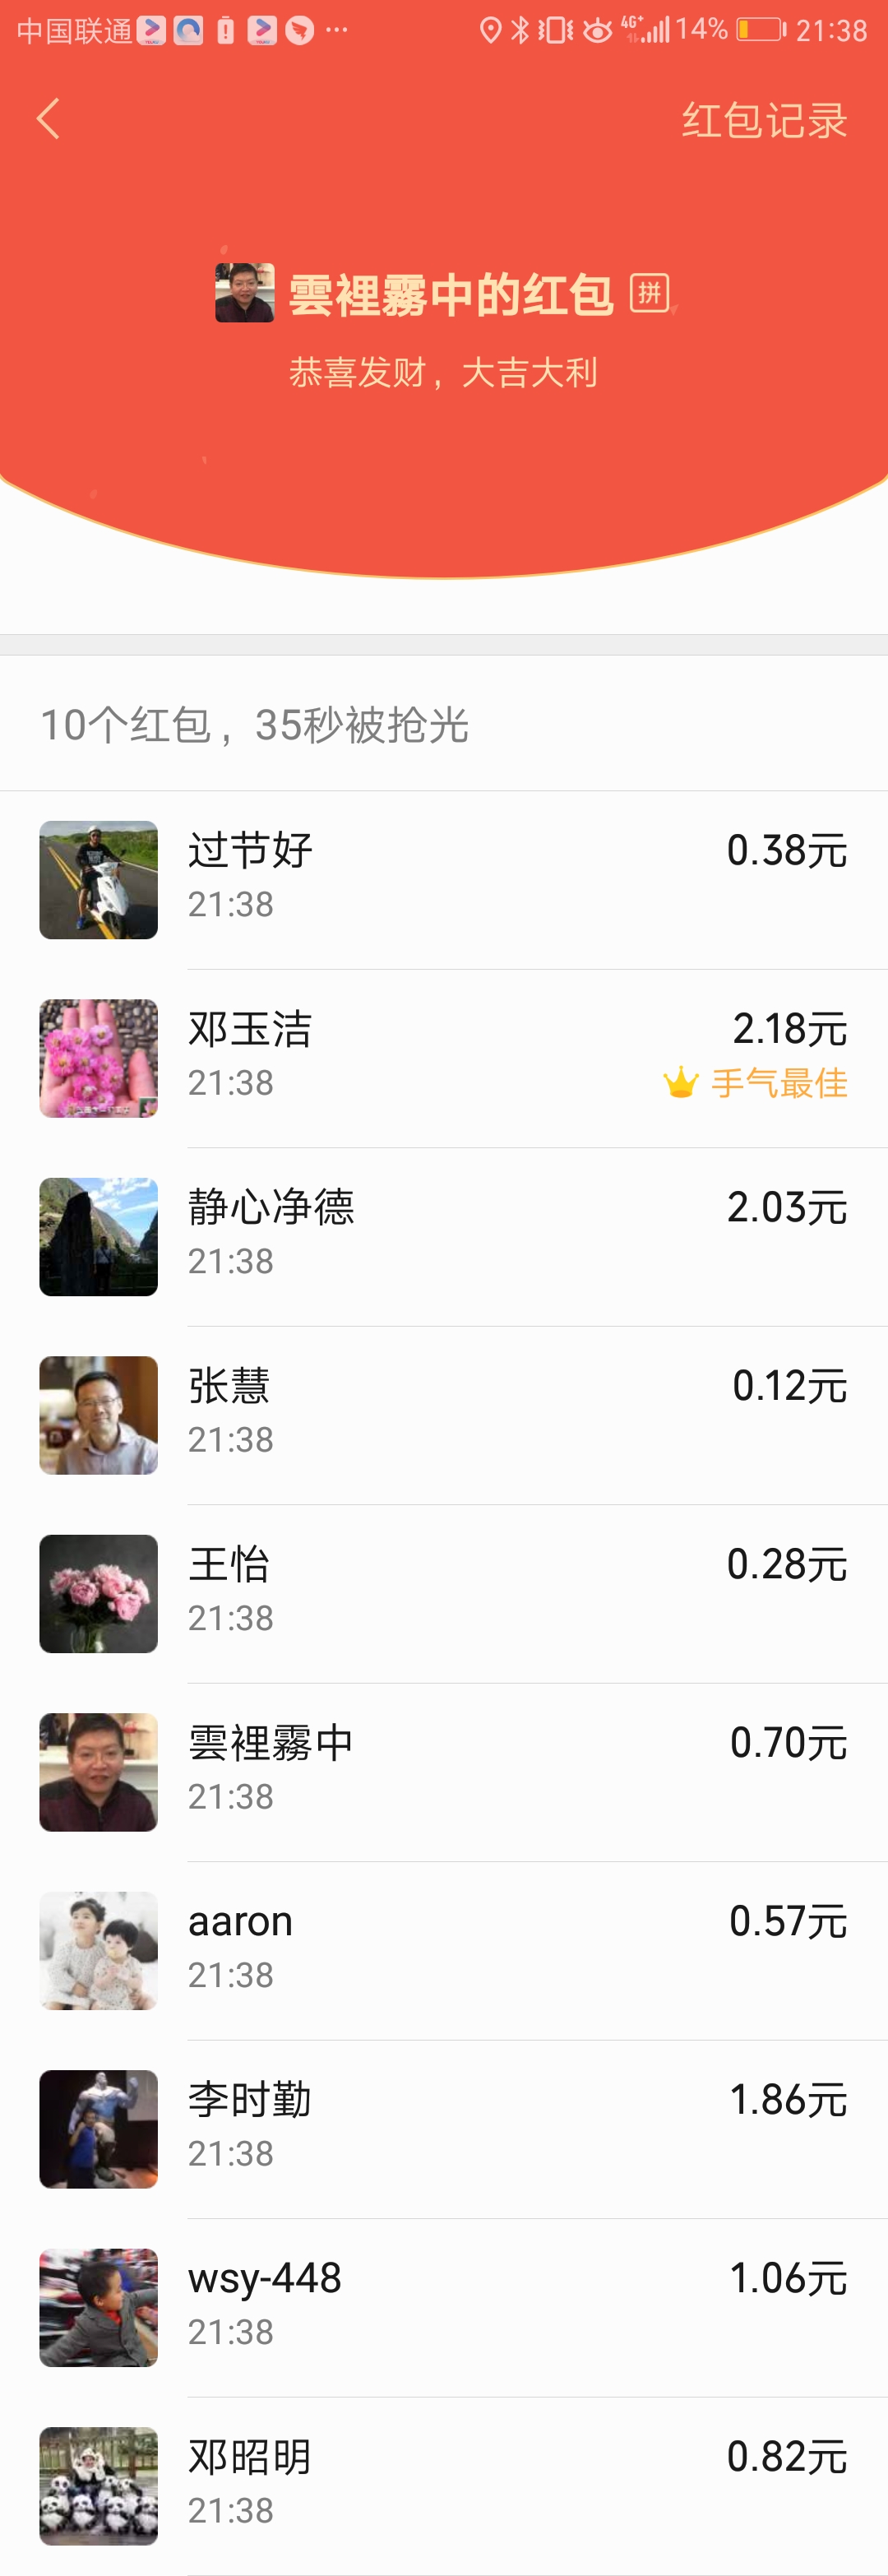 中国联通 4G+ 14% 21:38
红包记录
雲裡霧中的红包 拼
恭喜发财，大吉大利
10个红包，35秒被抢光
过节好 0.38元
21:38
邓玉洁 2.18元
21:38 手气最佳
静心净德 2.03元
21:38
张慧 0.12元
21:38
王怡 0.28元
21:38
雲裡霧中 0.70元
21:38
aaron 0.57元
21:38
李时勤 1.86元
21:38
wsy-448 1.06元
21:38
邓昭明 0.82元
21:38